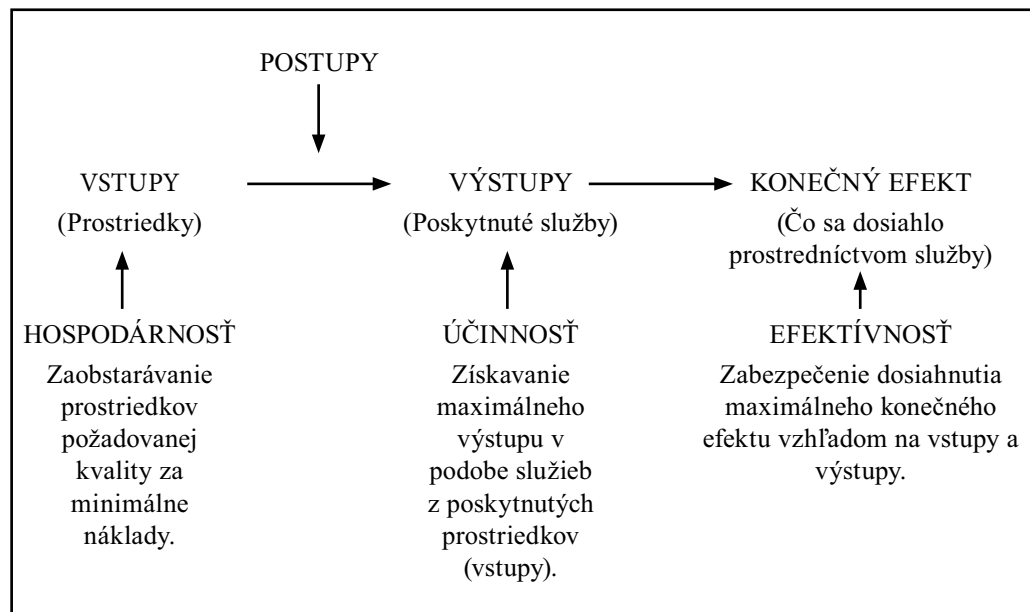 POSTUPY
VSTUPY
(Prostriedky)
VÝSTUPY
(Poskytnuté služby)
KONEČNÝ EFEKT
(Čo sa dosiahlo
prostredníctvom služby)
HOSPODÁRNOSŤ
Zaobstarávanie
prostriedkov
požadovanej
kvality za
minimálne
náklady.
ÚČINNOSŤ
Získavanie
maximálneho
výstupu v
podobe služieb
z poskytnutých
prostriedkov
(vstupy).
EFEKTÍVNOSŤ
Zabezpečenie dosiahnutia
maximálneho konečného
efektu vzhľadom na vstupy a
výstupy.